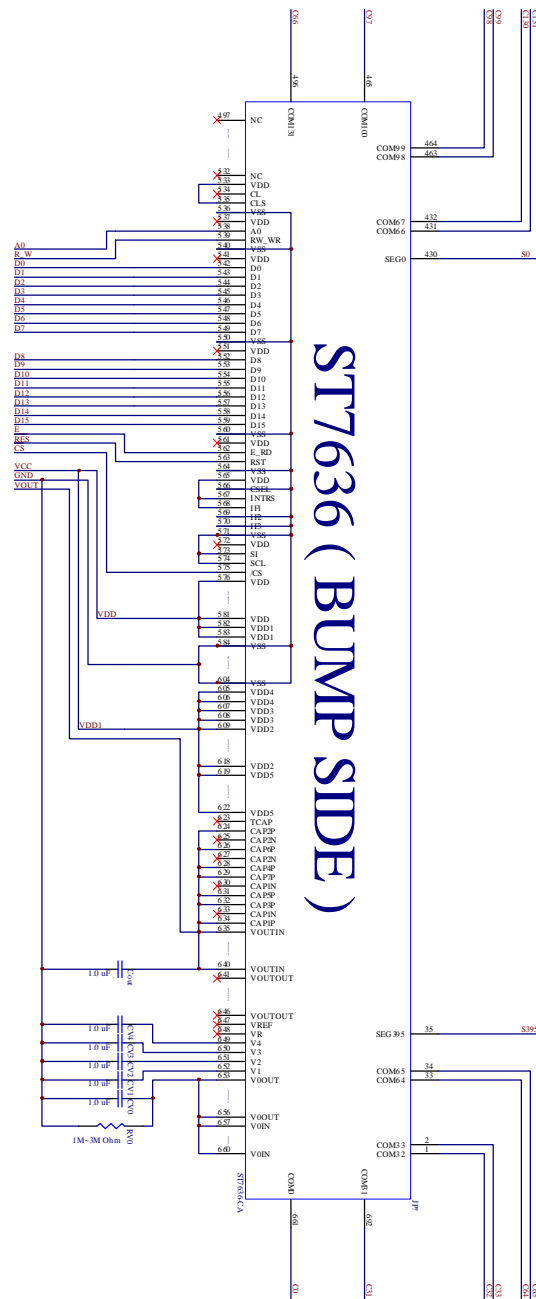 C66
C97
C98
C99
C130
C131
496
465
COM131
COM100
497 NC
532 NC
533 VDD
534 CL
535 CLS
536 VSS
537 VDD
538 A0
539 RW_WR
540 VSS
541 VDD
542 D0
543 D1
544 D2
545 D3
546 D4
547 D5
548 D6
549 D7
550 VSS
551 VDD
552 D8
553 D9
554 D10
555 D11
556 D12
557 D13
558 D14
559 D15
560 VSS
561 VDD
562 E_RD
563 RST
564 VSS
565 VDD
566 CSEL
567 INTRS
568 IF1
569 IF2
570 IF3
571 VSS
572 VDD
573 SI
574 SCL
575 /CS
576 VDD
581 VDD
582 VDD1
583 VDD1
584 VSS
604 VSS
605 VDD4
606 VDD4
607 VDD3
608 VDD3
609 VDD2
618 VDD2
619 VDD5
622 VDD5
623 TCAP
624 CAP2P
625 CAP2N
626 CAP6P
627 CAP2N
628 CAP4P
629 CAP7P
630 CAP1N
631 CAP5P
632 CAP3P
633 CAP1N
634 CAP1P
635 VOUTIN
640 VOUTIN
641 VOUTOUT
646 VOUTOUT
647 VREF
648 VR
649 V4
650 V3
651 V2
652 V1
653 V0OUT
656 V0OUT
657 V0IN
660 V0IN
A0
R_W
D0
D1
D2
D3
D4
D5
D6
D7
D8
D9
D10
D11
D12
D13
D14
D15
E
RES
CS
VCC
GND
VOUT
VDD
VDD1
1.0 uF
Cout
1.0 uF
CV4
1.0 uF
CV3
CV2
1.0 uF
CV1
1.0 uF
CV0
1M~3M Ohm
RV0
ST7636 ( BUMP SIDE )
COM99 464
COM98 463
COM67 432
COM66 431
SEG0 430 S0
SEG395 35 S395
COM65 34
COM64 33
COM33 2
COM32 1
ST7636-CA
COM0
COM31
JP?
661
692
C0
C31
C32
C33
C64
C65